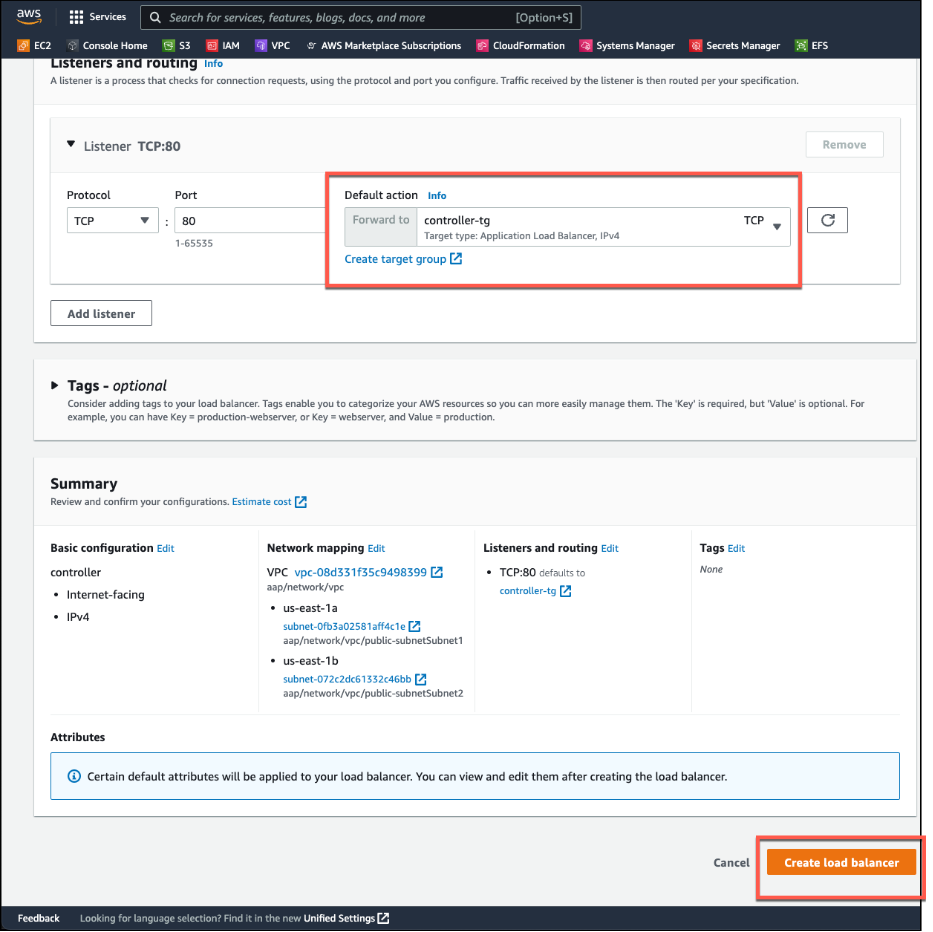 aws
Services
Search for services, features, blogs, docs, and more
[Option+S]
EC2
Console Home
S3
IAM
VPC
AWS Marketplace Subscriptions
CloudFormation
Systems Manager
Secrets Manager
EFS
Listeners and routing Info
A listener is a process that checks for connection requests, using the protocol and port you configure. Traffic received by the listener is then routed per your specification.
Listener TCP:80
Remove
Protocol
Port
Default action Info
TCP
:
80
1-65535
Forward to
controller-tg
TCP
Target type: Application Load Balancer, IPv4
Create target group
Add listener
Tags - optional
Consider adding tags to your load balancer. Tags enable you to categorize your AWS resources so you can more easily manage them. The 'Key' is required, but 'Value' is optional. For
example, you can have Key = production-webserver, or Key = webserver, and Value = production.
Summary
Review and confirm your configurations. Estimate cost
Basic configuration Edit
controller
• Internet-facing
• IPv4
Network mapping Edit
VPC vpc-08d331f35c9498399
aap/network/vpc
• us-east-1a
subnet-0fb3a02581aff4c1e
aap/network/vpc/public-subnetSubnet1
• us-east-1b
subnet-072c2dc61332c46bb
aap/network/vpc/public-subnetSubnet2
Listeners and routing Edit
• TCP:80 defaults to
controller-tg
Tags Edit
None
Attributes
Certain default attributes will be applied to your load balancer. You can view and edit them after creating the load balancer.
Cancel
Create load balancer
Feedback
Looking for language selection? Find it in the new Unified Settings